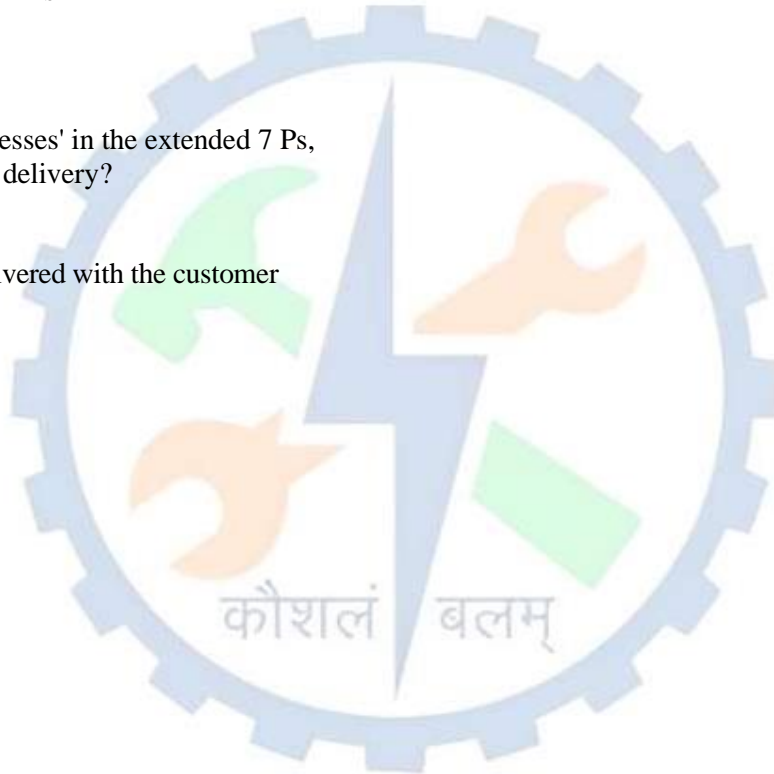 esses' in the extended 7 Ps,
delivery?
vered with the customer
कौशलं बलम्